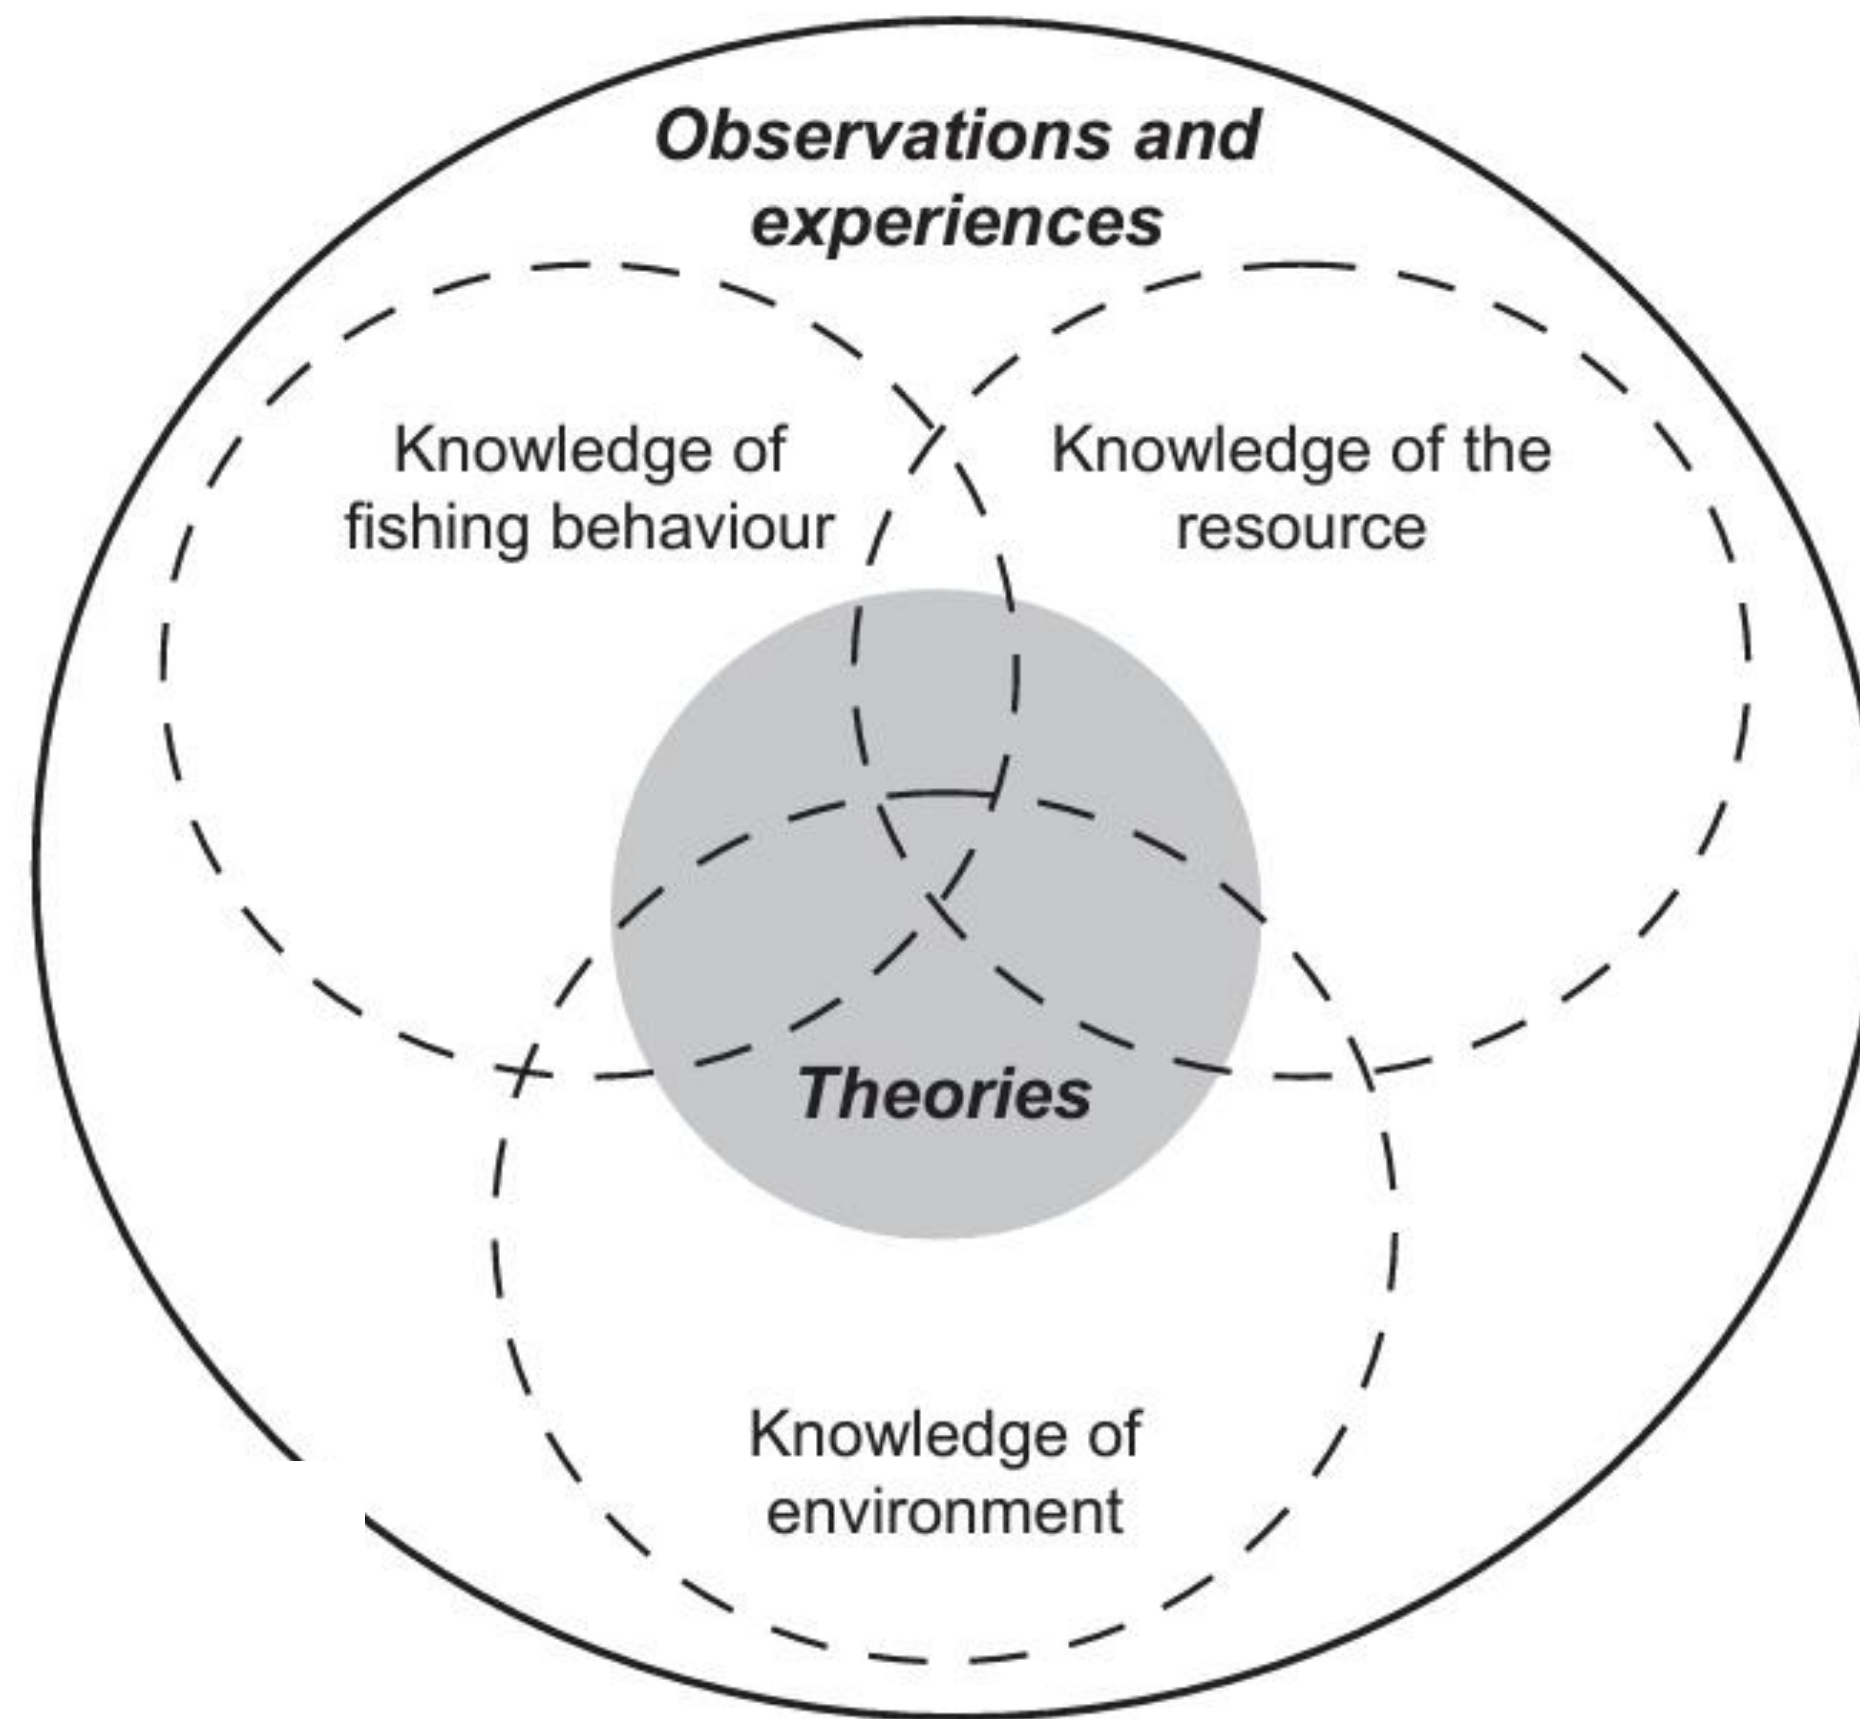 Observations and
experiences
Knowledge of
fishing behaviour
Knowledge of the
resource
Theories
Knowledge of
environment